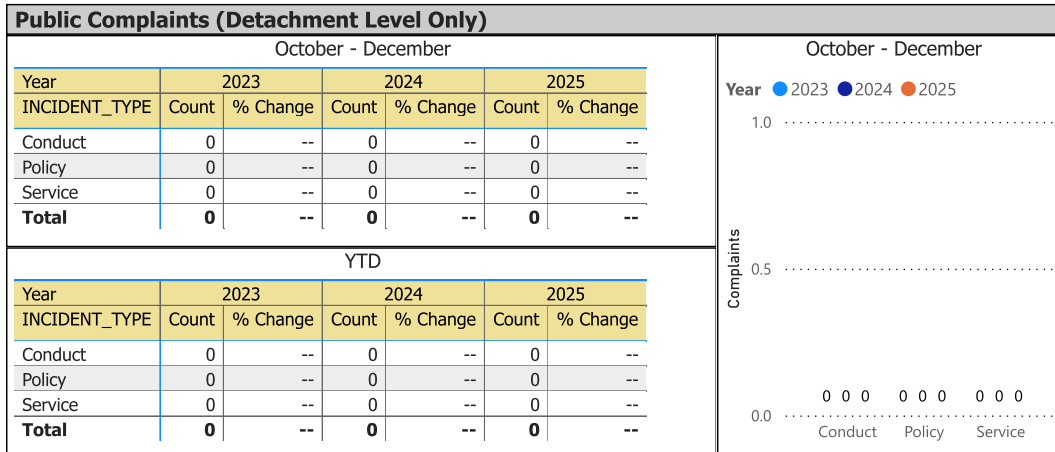 Public Complaints (Detachment Level Only)
October - December
Year 2023 2024 2025
INCIDENT_TYPE Count % Change Count % Change Count % Change
Conduct 0 -- 0 -- 0 --
Policy 0 -- 0 -- 0 --
Service 0 -- 0 -- 0 --
Total 0 -- 0 -- 0 --
YTD
Year 2023 2024 2025
INCIDENT_TYPE Count % Change Count % Change Count % Change
Conduct 0 -- 0 -- 0 --
Policy 0 -- 0 -- 0 --
Service 0 -- 0 -- 0 --
Total 0 -- 0 -- 0 --
October - December
Year 2023 2024 2025
Complaints
1.0
0.5
0.0
0 0 0 0 0 0 0 0 0
Conduct Policy Service